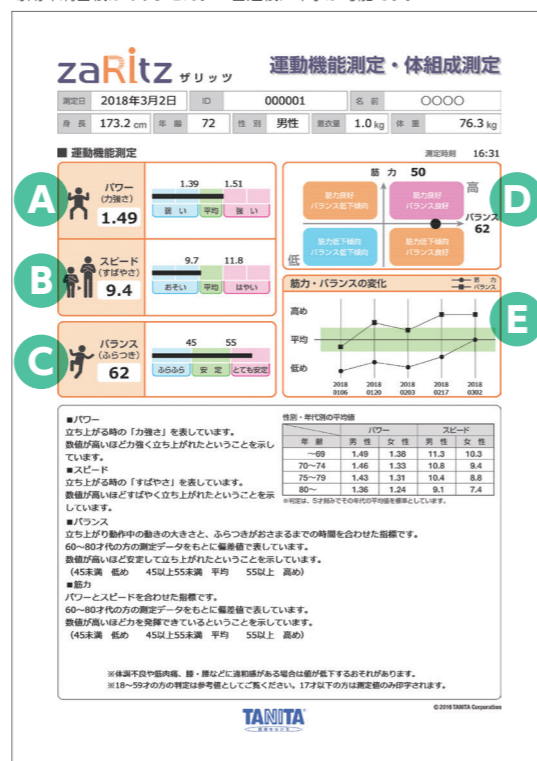 zaRitz ザリッツ 運動機能測定・体組成測定
測定日 2018年3月2日 ID 000001 名前 〇〇〇〇
身長 173.2 cm 年齢 72 性別 男性 着衣量 1.0 kg 体重 76.3 kg
■ 運動機能測定 測定時刻 16:31
A
パワー
(力強さ)
1.49
1.39 1.51
弱い 平均 強い
B
スピード
(すばやさ)
9.4
9.7 11.8
おそい 平均 はやい
C
バランス
(ふらつき)
62
45 55
ふらふら 安定 とても安定
D
筋力 50
高
筋力良好
バランス低下傾向
筋力良好
バランス良好
バランス
62
筋力低下傾向
バランス低下傾向
筋力低下傾向
バランス良好
低
E
筋力・バランスの変化
筋力
バランス
高め
平均
低め
2018 2018 2018 2018 2018
0106 0120 0203 0217 0302
■パワー
立ち上がる時の「力強さ」を表しています。
数値が高いほど力強く立ち上がれたということを示し
ています。
■スピード
立ち上がる時の「すばやさ」を表しています。
数値が高いほどすばやく立ち上がれたということを示
しています。
性別・年代別の平均値
パワー スピード
年齢 男性 女性 男性 女性
～69 1.49 1.38 11.3 10.3
70～74 1.46 1.33 10.8 9.4
75～79 1.43 1.31 10.4 8.8
80～ 1.36 1.24 9.1 7.4
※判定は、5才刻みでその年代の平均値を標準としています。
■バランス
立ち上がり動作中の動きの大きさと、ふらつきがおさまるまでの時間を合わせた指標です。
60～80才代の方の測定データをもとに偏差値で表しています。
数値が高いほど安定して立ち上がれたということを示しています。
(45未満 低め 45以上55未満 平均 55以上 高め)
■筋力
パワーとスピードを合わせた指標です。
60～80才代の方の測定データをもとに偏差値で表しています。
数値が高いほど力を発揮できているということを示しています。
(45未満 低め 45以上55未満 平均 55以上 高め)
※体調不良や筋肉痛、膝・腰などに違和感がある場合は値が低下するおそれがあります。
※18～59才の方の判定は参考値としてご覧ください。17才以下の方は測定値のみ印字されます。
©2016 TANITA Corporation
TANITA